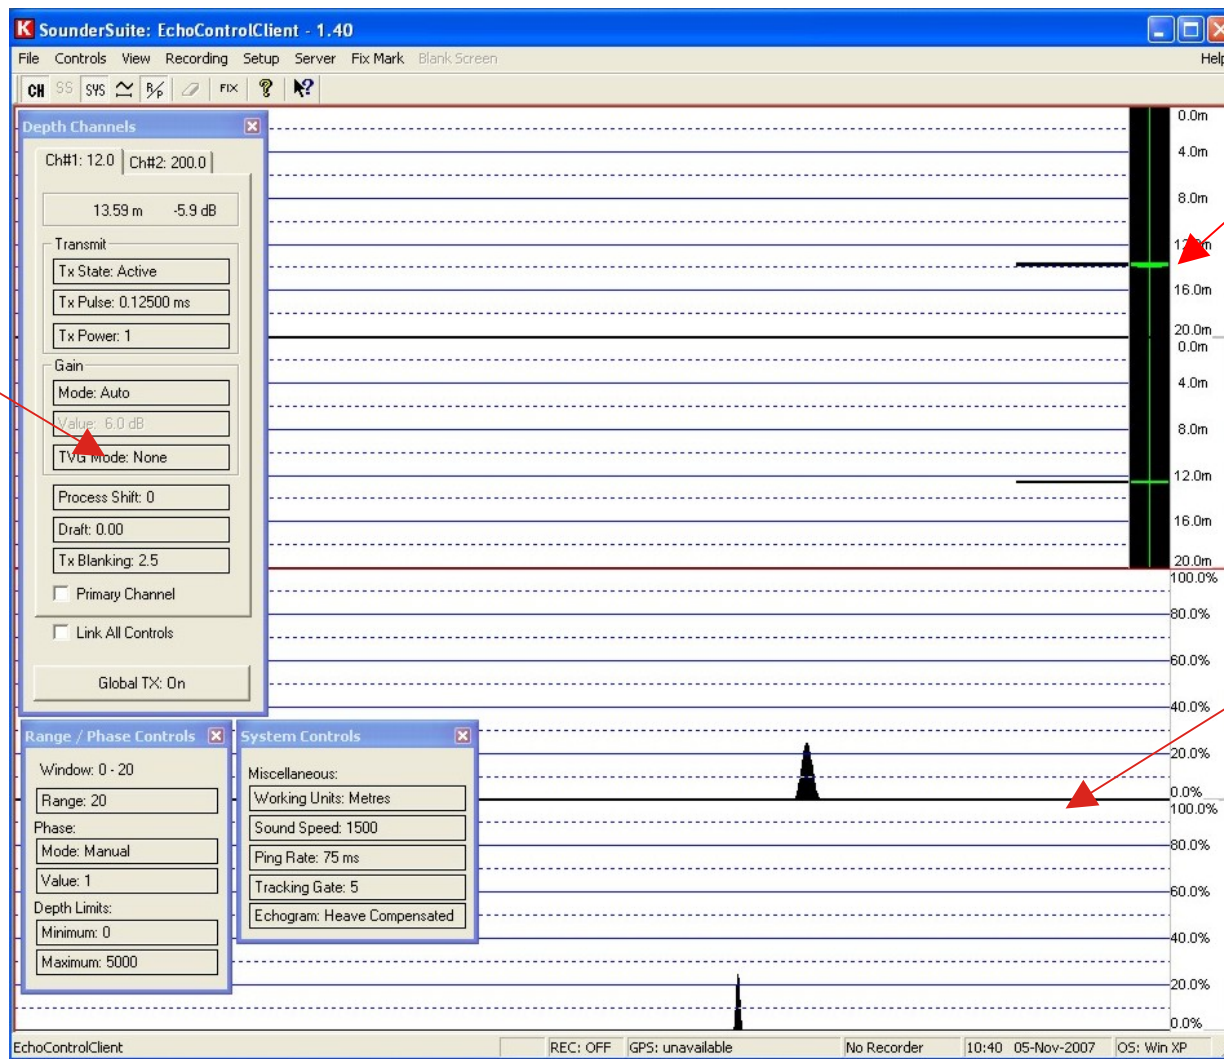 SounderSuite: EchoControlClient - 1.40
File Controls View Recording Setup Server Fix Mark Blank Screen Help
CH SS SYS R/P FIX
Depth Channels
Ch#1: 12.0 Ch#2: 200.0
13.59 m -5.9 dB
Transmit
Tx State: Active
Tx Pulse: 0.12500 ms
Tx Power: 1
Gain
Mode: Auto
Value: 6.0 dB
TVG Mode: None
Process Shift: 0
Draft: 0.00
Tx Blanking: 2.5
Primary Channel
Link All Controls
Global TX: On
0.0m
4.0m
8.0m
12.0m
16.0m
20.0m
0.0m
4.0m
8.0m
12.0m
16.0m
20.0m
100.0%
80.0%
60.0%
40.0%
20.0%
0.0%
100.0%
80.0%
60.0%
40.0%
20.0%
0.0%
Range / Phase Controls
Window: 0 - 20
Range: 20
Phase:
Mode: Manual
Value: 1
Depth Limits:
Minimum: 0
Maximum: 5000
System Controls
Miscellaneous:
Working Units: Metres
Sound Speed: 1500
Ping Rate: 75 ms
Tracking Gate: 5
Echogram: Heave Compensated
EchoControlClient REC: OFF GPS: unavailable No Recorder 10:40 05-Nov-2007 OS: Win XP